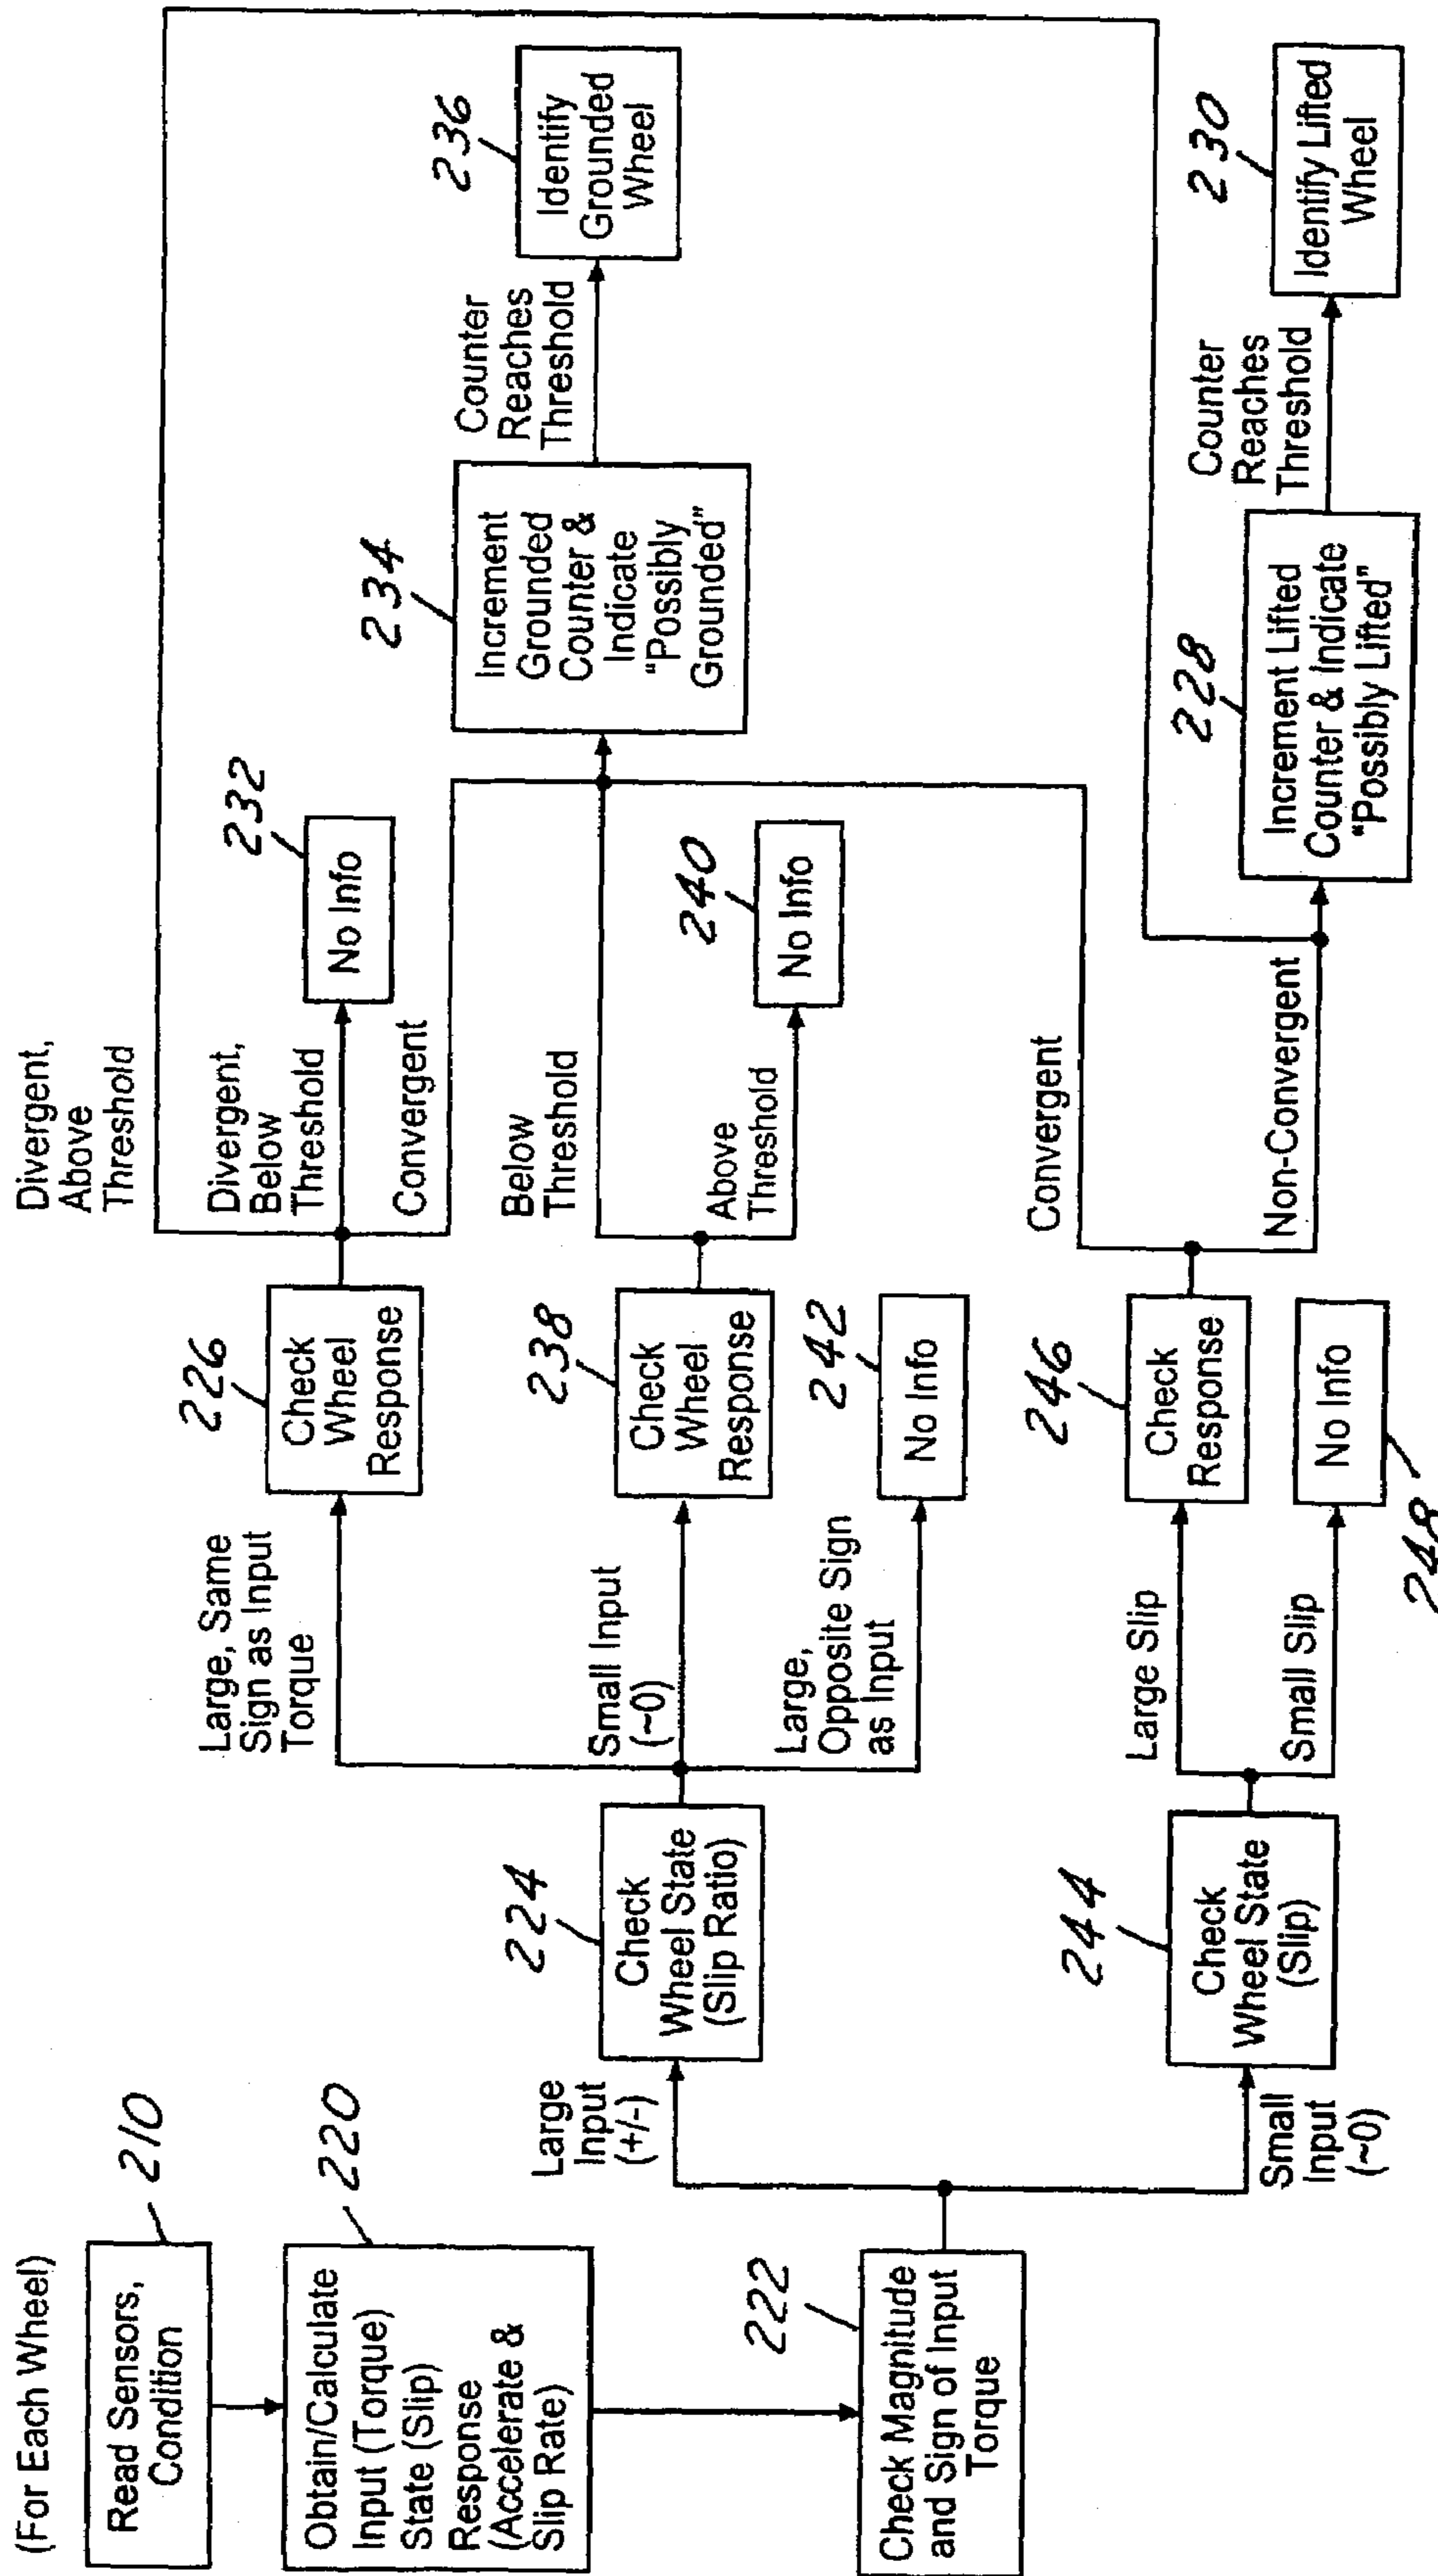 (For Each Wheel)
210
Read Sensors,
Condition
220
Obtain/Calculate
Input (Torque)
State (Slip)
Response
(Accelerate &
Slip Rate)
222
Check Magnitude
and Sign of Input
Torque
Large
Input
(+/-)
Small
Input
(~0)
224
Check
Wheel State
(Slip Ratio)
244
Check
Wheel State
(Slip)
Large, Same
Sign as Input
Torque
Small Input
(~0)
Large,
Opposite Sign
as Input
Large Slip
Small Slip
226
Check
Wheel
Response
238
Check
Wheel
Response
242
No Info
246
Check
Response
No Info
248
Divergent,
Above
Threshold
Divergent,
Below
Threshold
Convergent
Below
Threshold
Above
Threshold
Convergent
Non-Convergent
232
No Info
240
No Info
234
Increment
Grounded
Counter &
Indicate
“Possibly
Grounded”
228
Increment Lifted
Counter & Indicate
“Possibly Lifted”
Counter
Reaches
Threshold
Counter
Reaches
Threshold
236
Identify
Grounded
Wheel
230
Identify Lifted
Wheel